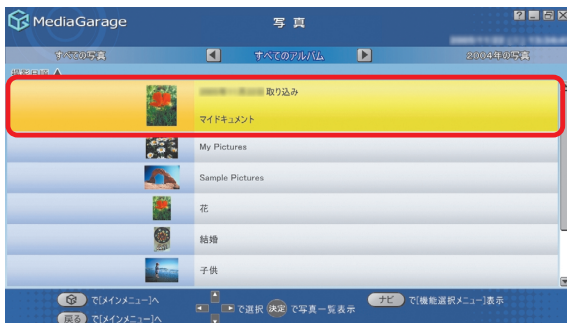 MediaGarage
写 真
すべての写真
すべてのアルバム
2004年の写真
取り込み
マイドキュメント
My Pictures
Sample Pictures
花
結婚
子供
で[メインメニュー]へ
で選択 決定 で写真一覧表示
ナビ で[機能選択メニュー]表示
戻る で[メインメニュー]へ